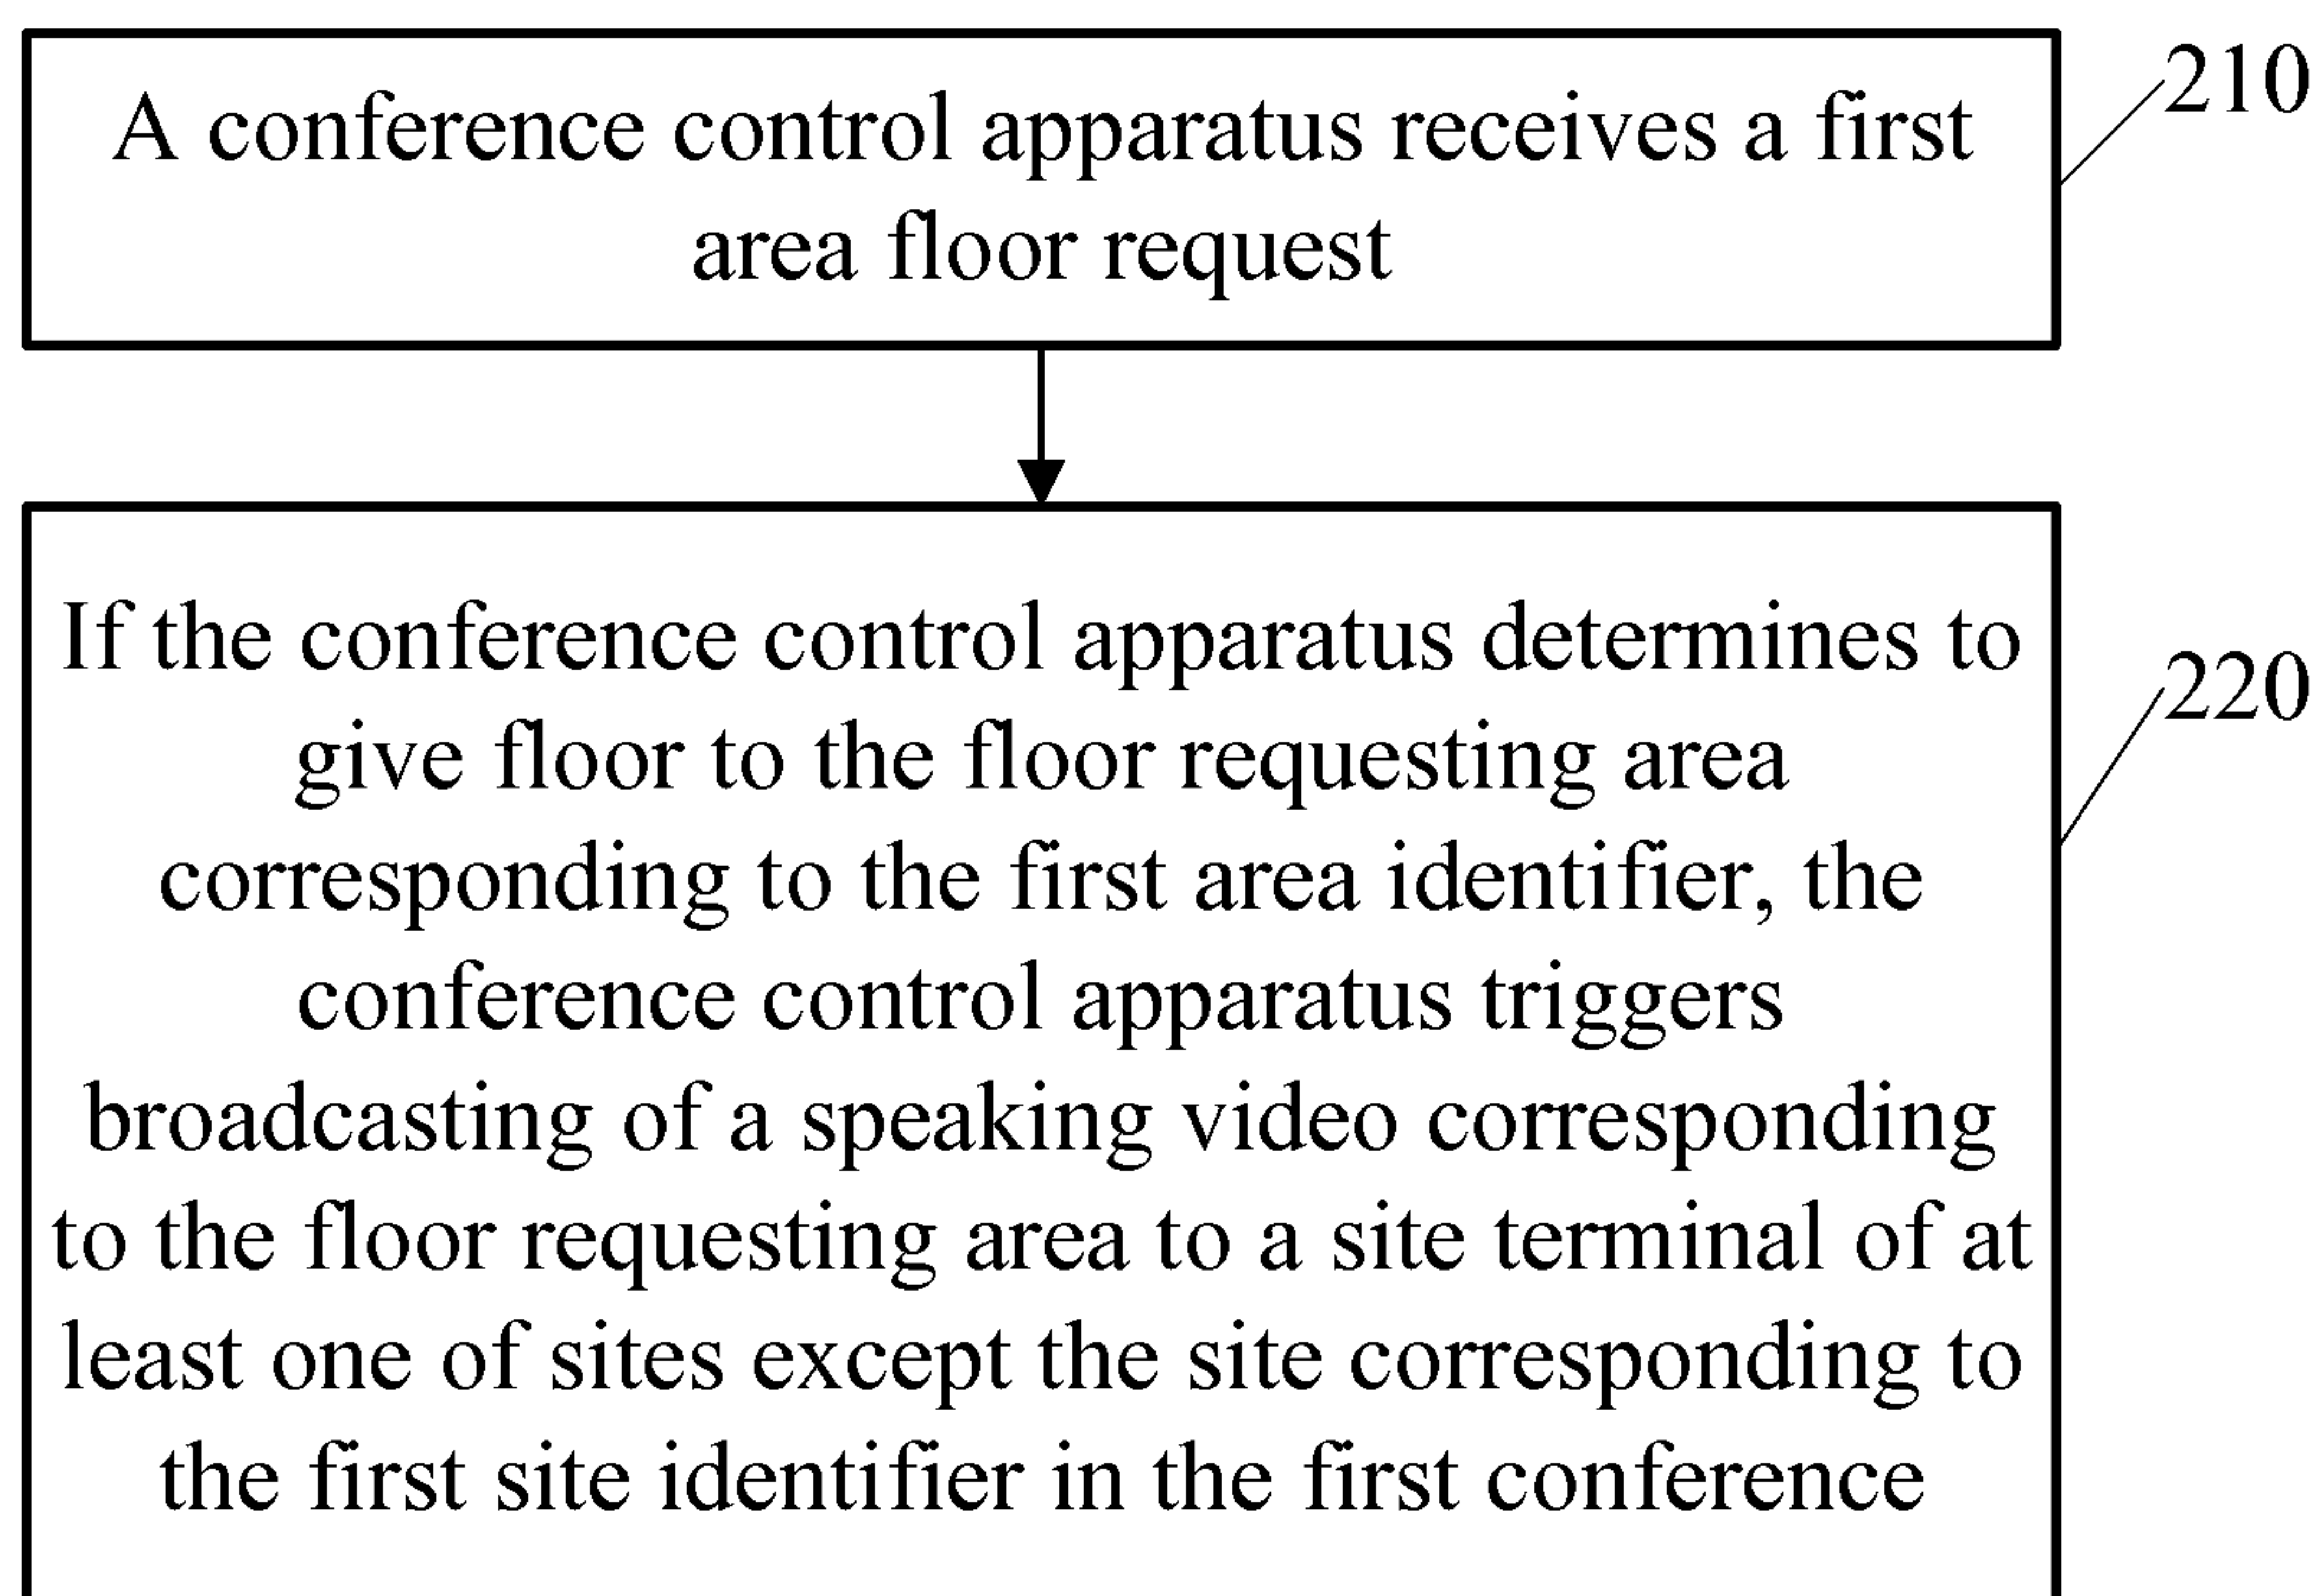 A conference control apparatus receives a first
area floor request
210
If the conference control apparatus determines to
give floor to the floor requesting area
corresponding to the first area identifier, the
conference control apparatus triggers
broadcasting of a speaking video corresponding
to the floor requesting area to a site terminal of at
least one of sites except the site corresponding to
the first site identifier in the first conference
220